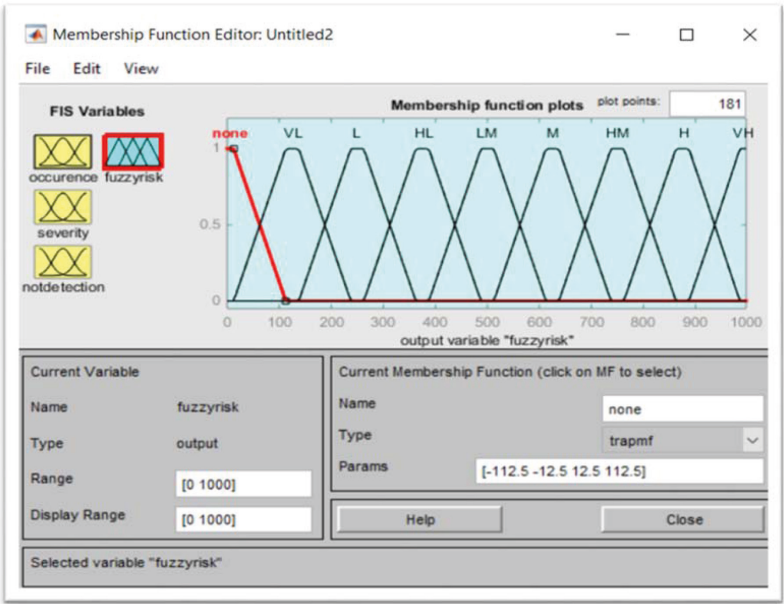 Membership Function Editor: Untitled2
File Edit View
FIS Variables
occurence fuzzyrisk
severity
notdetection
Membership function plots plot points: 181
none VL L HL LM M HM H VH
1
0.5
0
0 100 200 300 400 500 600 700 800 900 1000
output variable "fuzzyrisk"
Current Variable
Name fuzzyrisk
Type output
Range [0 1000]
Display Range [0 1000]
Current Membership Function (click on MF to select)
Name none
Type trapmf
Params [-112.5 -12.5 12.5 112.5]
Help Close
Selected variable "fuzzyrisk"